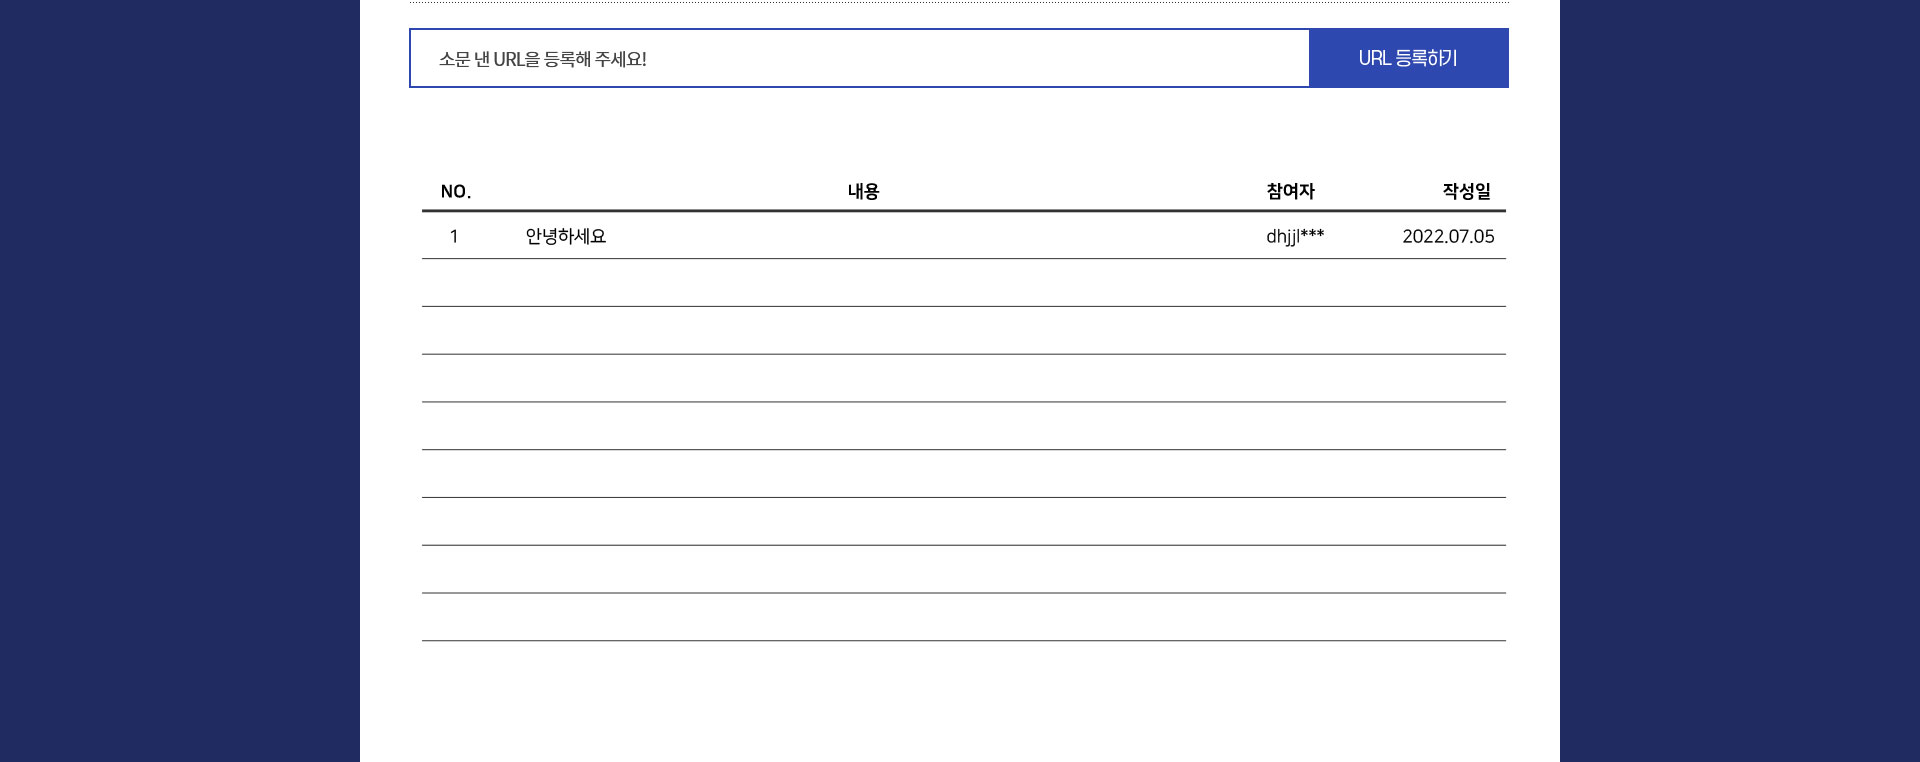 소문 낸 URL을 등록해 주세요! URL 등록하기
NO. 내용 참여자 작성일
1 안녕하세요 dhjjl*** 2022.07.05